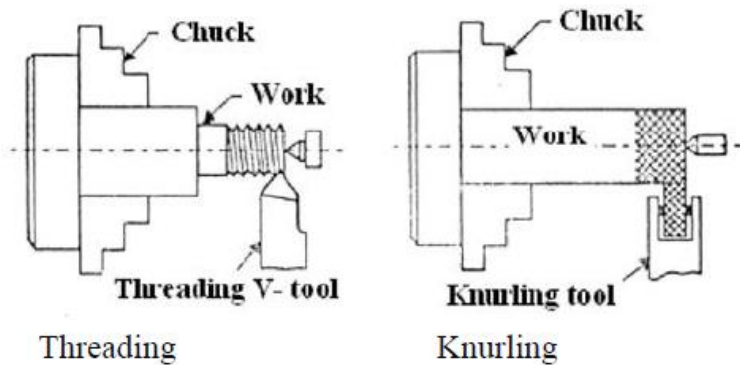 Chuck
Work
Threading V- tool
Threading
Chuck
Work
Knurling tool
Knurling